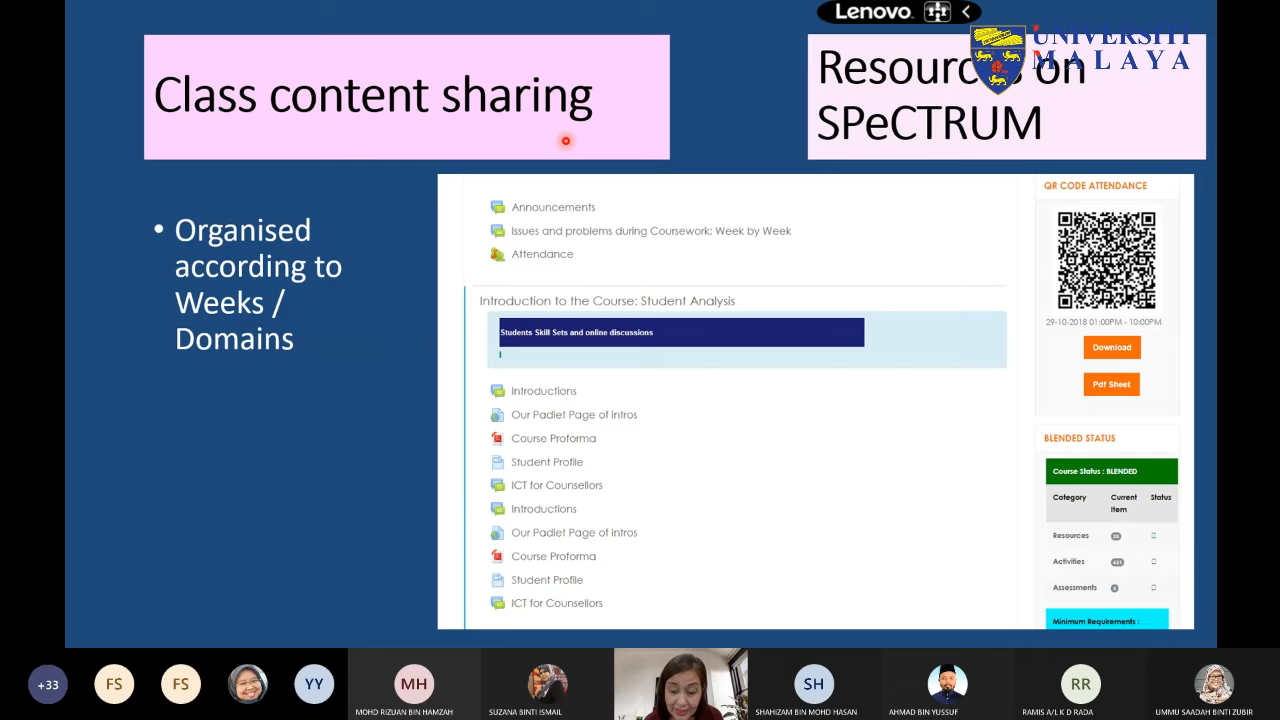 Lenovo
UNIVERSITI
MALAYA
Class content sharing
Resources on
SPeCTRUM
• Organised
according to
Weeks /
Domains
Announcements
Issues and problems during Coursework: Week by Week
Attendance
Introduction to the Course: Student Analysis
Students Skill Sets and online discussions
Introductions
Our Padlet Page of intros
Course Proforma
Student Profile
ICT for Counsellors
Introductions
Our Padlet Page of intros
Course Proforma
Student Profile
ICT for Counsellors
QR CODE ATTENDANCE
29-10-2018 01:00PM - 10:00PM
Download
Pdf Sheet
BLENDED STATUS
Course Status : BLENDED
Category Current Item Status
Resources
Activities
Assessments
Minimum Requirements :
+33
FS
FS
YY
MH
MOHD RIZUAN BIN HAMZAH
SUZANA BINTI ISMAIL
SH
SHAHIZAM BIN MOHD HASAN
AHMAD BIN YUSSUF
RR
RAMIS A/L K D RADA
UMMU SAADAH BINTI ZUBIR